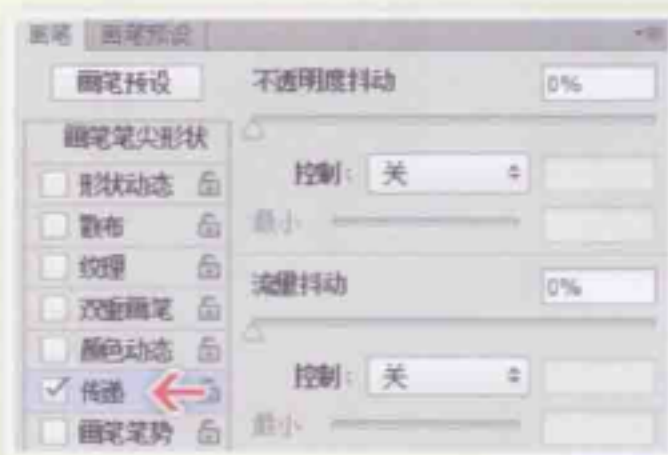 画笔 画笔预设
画笔预设
画笔笔尖形状
形状动态
散布
纹理
双重画笔
颜色动态
传递
画笔笔势
不透明度抖动 0%
控制： 关
最小
流量抖动 0%
控制： 关
最小